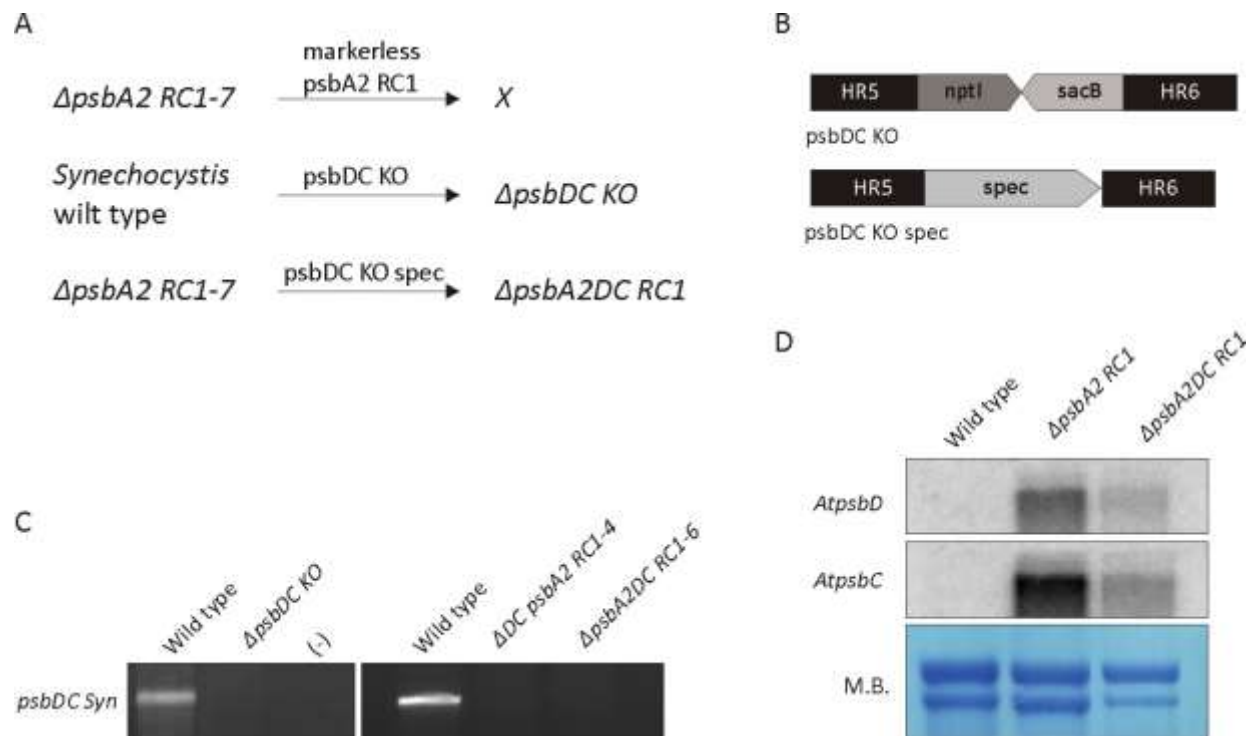 A
markerless
psbA2 RC1
ΔpsbA2 RC1-7
X
Synechocystis
wilt type
psbDC KO
ΔpsbDC KO
ΔpsbA2 RC1-7
psbDC KO spec
ΔpsbA2DC RC1
B
HR5 nptI sacB HR6
psbDC KO
HR5 spec HR6
psbDC KO spec
C
Wild type
ΔpsbDC KO
(-)
Wild type
ΔDC psbA2 RC1-4
ΔpsbA2DC RC1-6
psbDC Syn
D
Wild type
ΔpsbA2 RC1
ΔpsbA2DC RC1
AtpsbD
AtpsbC
M.B.